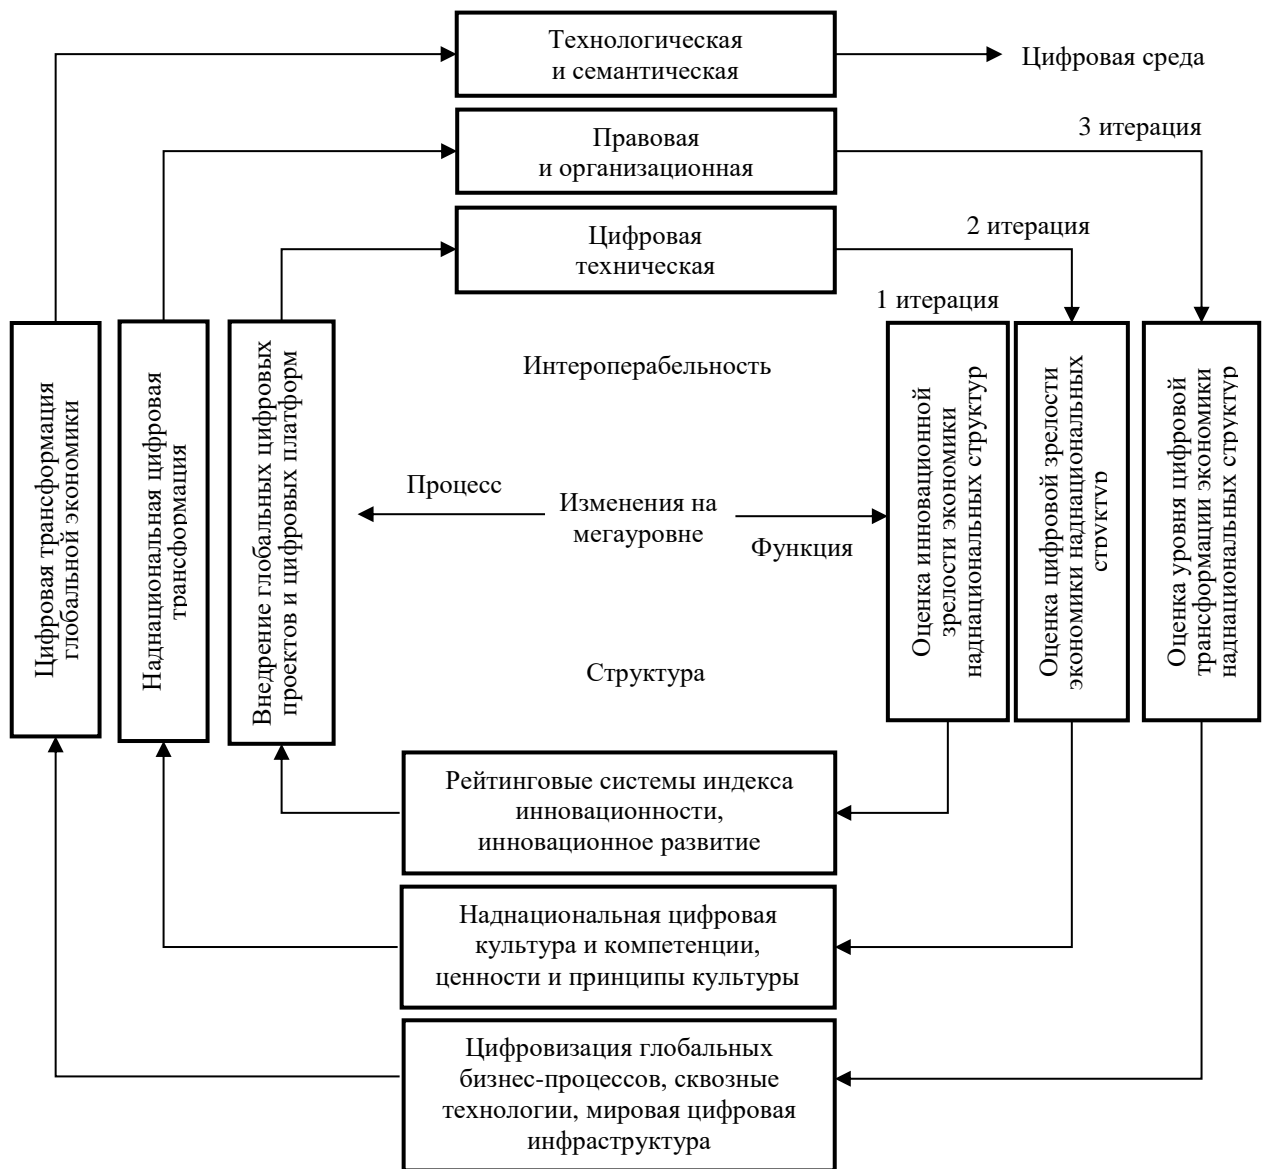 Технологическая
и семантическая
Цифровая среда
Правовая
и организационная
3 итерация
Цифровая
техническая
2 итерация
1 итерация
Цифровая трансформация
глобальной экономики
Наднациональная цифровая
трансформация
Внедрение глобальных цифровых
проектов и цифровых платформ
Интероперабельность
Процесс
Изменения на
мегауровне
Функция
Структура
Оценка инновационной
зрелости экономики
наднациональных структур
Оценка цифровой зрелости
экономики наднациональных
структур
Оценка уровня цифровой
трансформации экономики
наднациональных структур
Рейтинговые системы индекса
инновационности,
инновационное развитие
Наднациональная цифровая
культура и компетенции,
ценности и принципы культуры
Цифровизация глобальных
бизнес-процессов, сквозные
технологии, мировая цифровая
инфраструктура